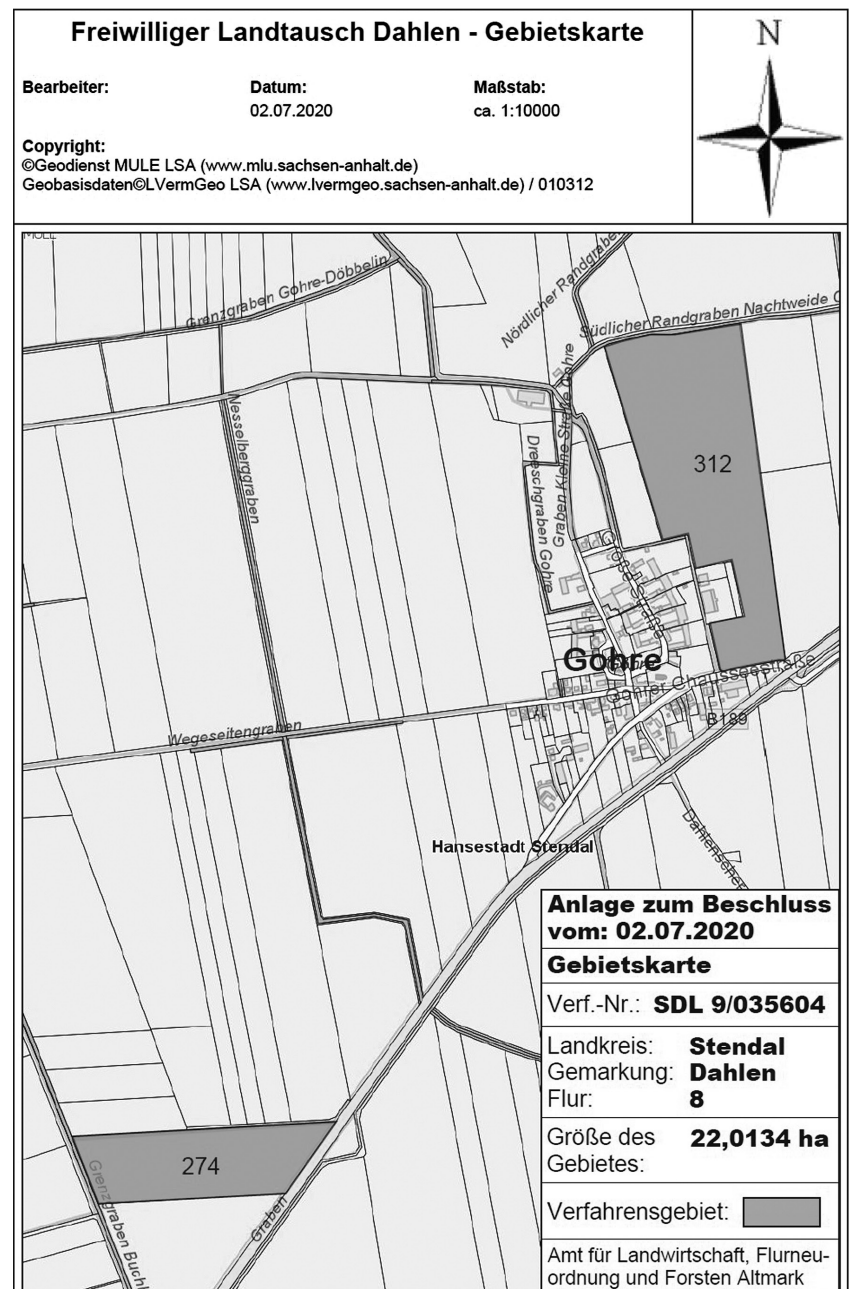 Freiwilliger Landtausch Dahlen - Gebietskarte
N
Bearbeiter:
Datum:
Maßstab:
02.07.2020
ca. 1:10000
Copyright:
©Geodienst MULE LSA (www.mlu.sachsen-anhalt.de)
Geobasisdaten©LVermGeo LSA (www.lvermgeo.sachsen-anhalt.de) / 010312
MULE
Grenzgraben Gohre-Döbbelin
Nördlicher Randgraben
Südlicher Randgraben Nachtweide G
Nesselberggraben
Dreeschgraben Gohre
Graben Kleine Straße Gohre
312
Gohre
Gohrer Chausseestraße
B189
Wegeseitengraben
Dahlener
Hansestadt Stendal
274
Grenzgraben Buchh
Graben
Anlage zum Beschluss
vom: 02.07.2020
Gebietskarte
Verf.-Nr.: SDL 9/035604
Landkreis: Stendal
Gemarkung: Dahlen
Flur: 8
Größe des 22,0134 ha
Gebietes:
Verfahrensgebiet:
Amt für Landwirtschaft, Flurneu-
ordnung und Forsten Altmark